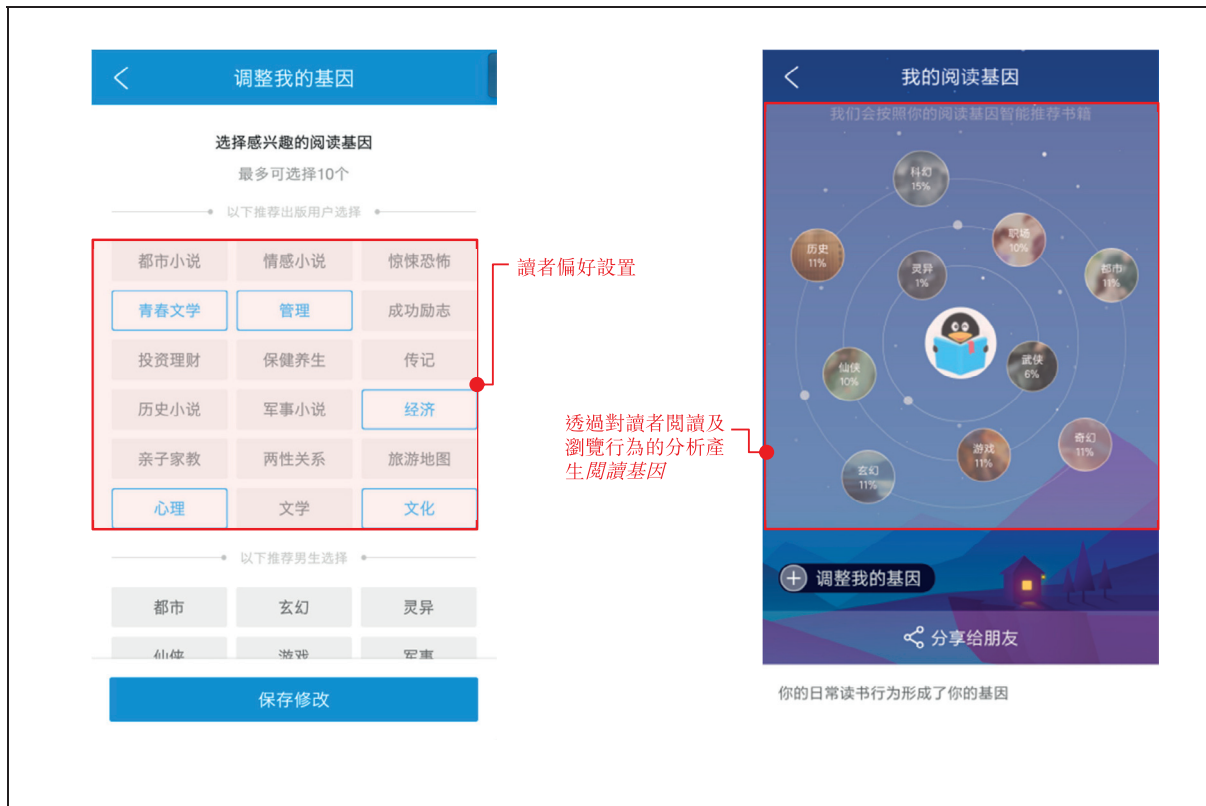 调整我的基因
选择感兴趣的阅读基因
最多可选择10个
以下推荐出版用户选择
都市小说 情感小说 惊悚恐怖
青春文学 管理 成功励志
投资理财 保健养生 传记
历史小说 军事小说 经济
亲子家教 两性关系 旅游地图
心理 文学 文化
以下推荐男生选择
都市 玄幻 灵异
仙侠 游戏 军事
保存修改
讀者偏好設置
我的阅读基因
我们会按照你的阅读基因智能推荐书籍
科幻
15%
职场
10%
历史
11%
灵异
1%
都市
11%
武侠
6%
仙侠
10%
奇幻
11%
游戏
11%
玄幻
11%
调整我的基因
分享给朋友
你的日常读书行为形成了你的基因
透過對讀者閱讀及
瀏覽行為的分析產
生閱讀基因